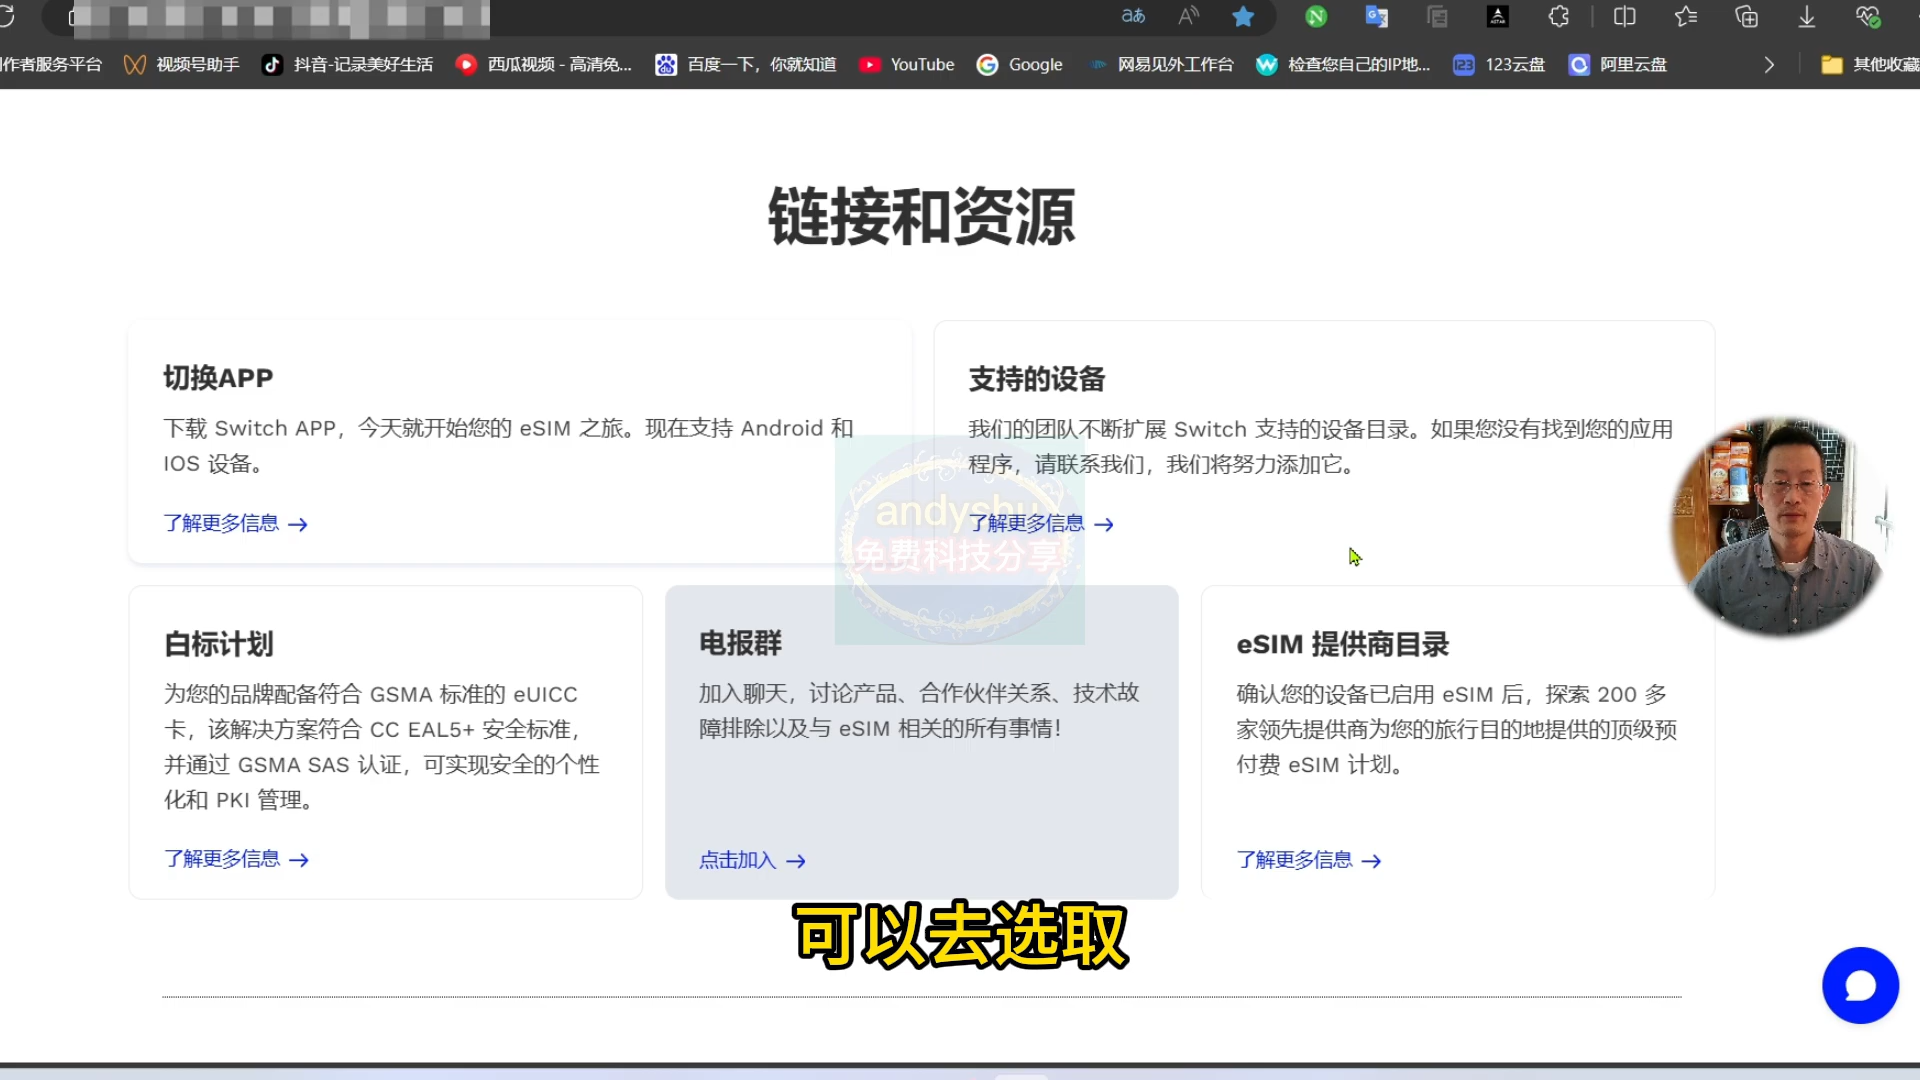 作者服务平台
视频号助手
抖音-记录美好生活
西瓜视频 - 高清免...
百度一下，你就知道
YouTube
Google
网易见外工作台
检查您自己的IP地...
123云盘
阿里云盘
其他收藏
链接和资源
切换APP
下载 Switch APP，今天就开始您的 eSIM 之旅。现在支持 Android 和
IOS 设备。
了解更多信息 →
支持的设备
我们的团队不断扩展 Switch 支持的设备目录。如果您没有找到您的应用
程序，请联系我们，我们将努力添加它。
了解更多信息 →
andyshu
免费科技分享
白标计划
为您的品牌配备符合 GSMA 标准的 eUICC
卡，该解决方案符合 CC EAL5+ 安全标准，
并通过 GSMA SAS 认证，可实现安全的个性
化和 PKI 管理。
了解更多信息 →
电报群
加入聊天，讨论产品、合作伙伴关系、技术故
障排除以及与 eSIM 相关的所有事情！
点击加入 →
eSIM 提供商目录
确认您的设备已启用 eSIM 后，探索 200 多
家领先提供商为您的旅行目的地提供的顶级预
付费 eSIM 计划。
了解更多信息 →
可以去选取